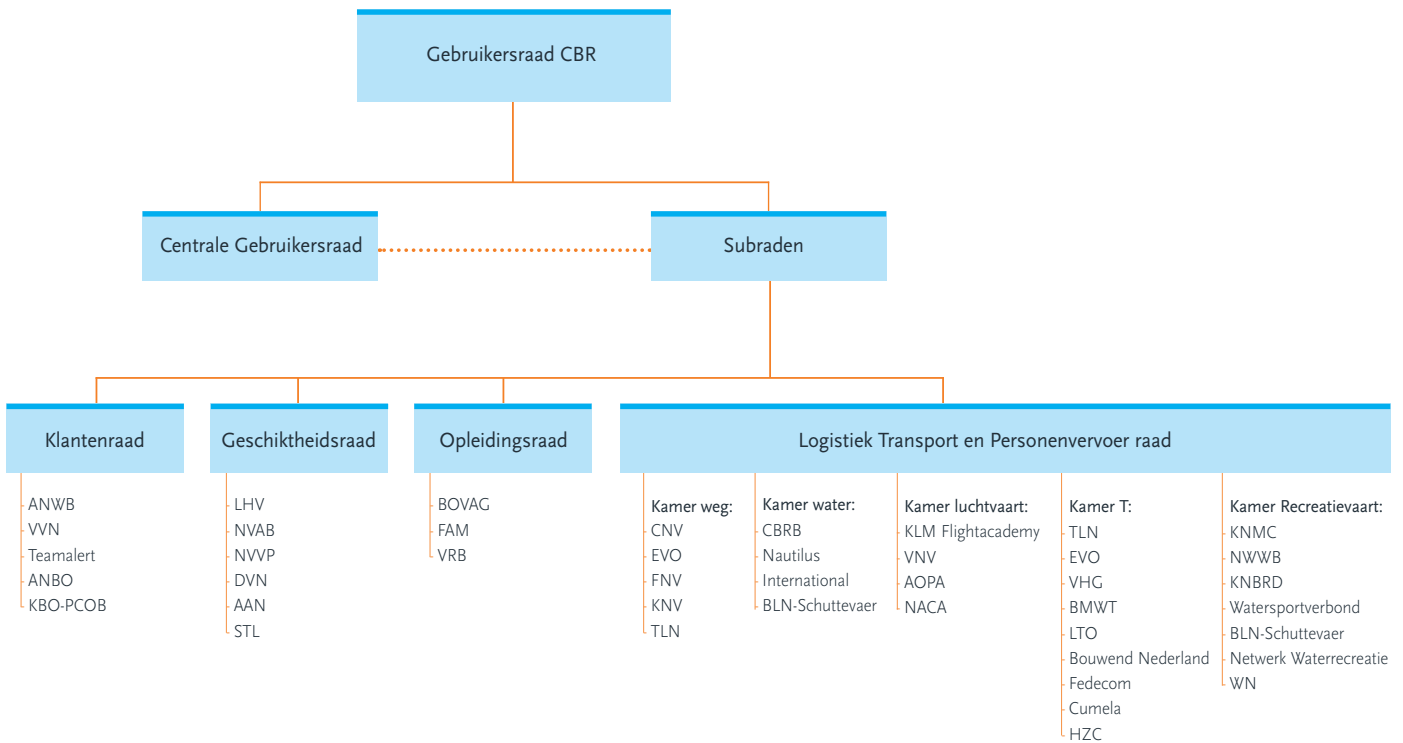 Gebruikersraad CBR
Centrale Gebruikersraad
Subraden
Klantenraad
Geschiktheidsraad
Opleidingsraad
Logistiek Transport en Personenvervoer raad
ANWB
VVN
Teamalert
ANBO
KBO-PCOB
LHV
NVAB
NVVP
DVN
AAN
STL
BOVAG
FAM
VRB
Kamer weg:
CNV
EVO
FNV
KNV
TLN
Kamer water:
CBRB
Nautilus
International
BLN-Schuttevaer
Kamer luchtvaart:
KLM Flightacademy
VNV
AOPA
NACA
Kamer T:
TLN
EVO
VHG
BMWT
LTO
Bouwend Nederland
Fedecom
Cumela
HZC
Kamer Recreatievaart:
KNMC
NWWB
KNBRD
Watersportverbond
BLN-Schuttevaer
Netwerk Waterrecreatie
WN